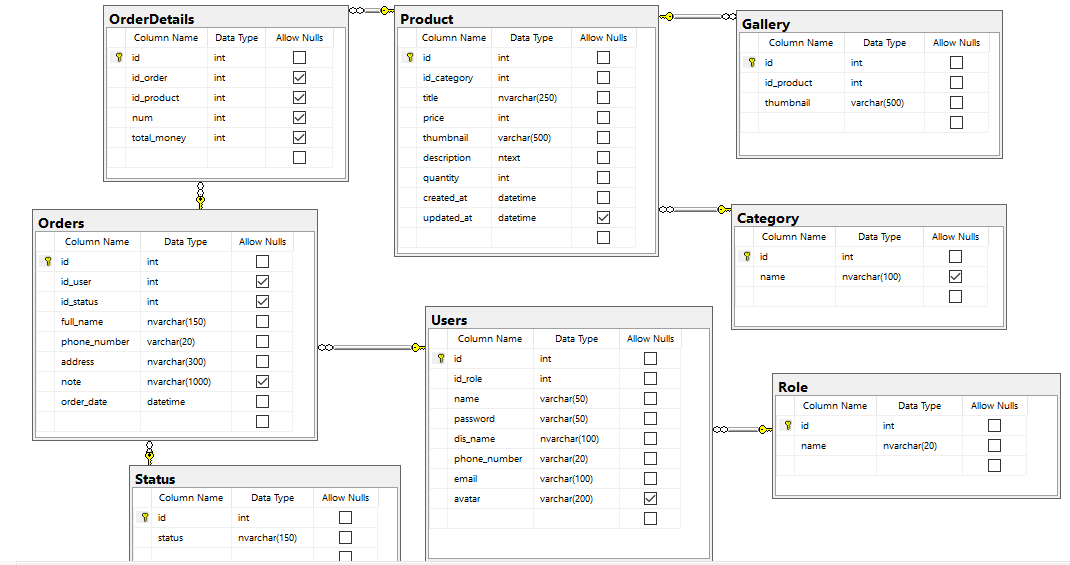 OrderDetails
Column Name Data Type Allow Nulls
id int
id_order int
id_product int
num int
total_money int
Product
Column Name Data Type Allow Nulls
id int
id_category int
title nvarchar(250)
price int
thumbnail varchar(500)
description ntext
quantity int
created_at datetime
updated_at datetime
Gallery
Column Name Data Type Allow Nulls
id int
id_product int
thumbnail varchar(500)
Category
Column Name Data Type Allow Nulls
id int
name nvarchar(100)
Orders
Column Name Data Type Allow Nulls
id int
id_user int
id_status int
full_name nvarchar(150)
phone_number varchar(20)
address nvarchar(300)
note nvarchar(1000)
order_date datetime
Users
Column Name Data Type Allow Nulls
id int
id_role int
name varchar(50)
password varchar(50)
dis_name nvarchar(100)
phone_number varchar(20)
email varchar(100)
avatar varchar(200)
Role
Column Name Data Type Allow Nulls
id int
name nvarchar(20)
Status
Column Name Data Type Allow Nulls
id int
status nvarchar(150)